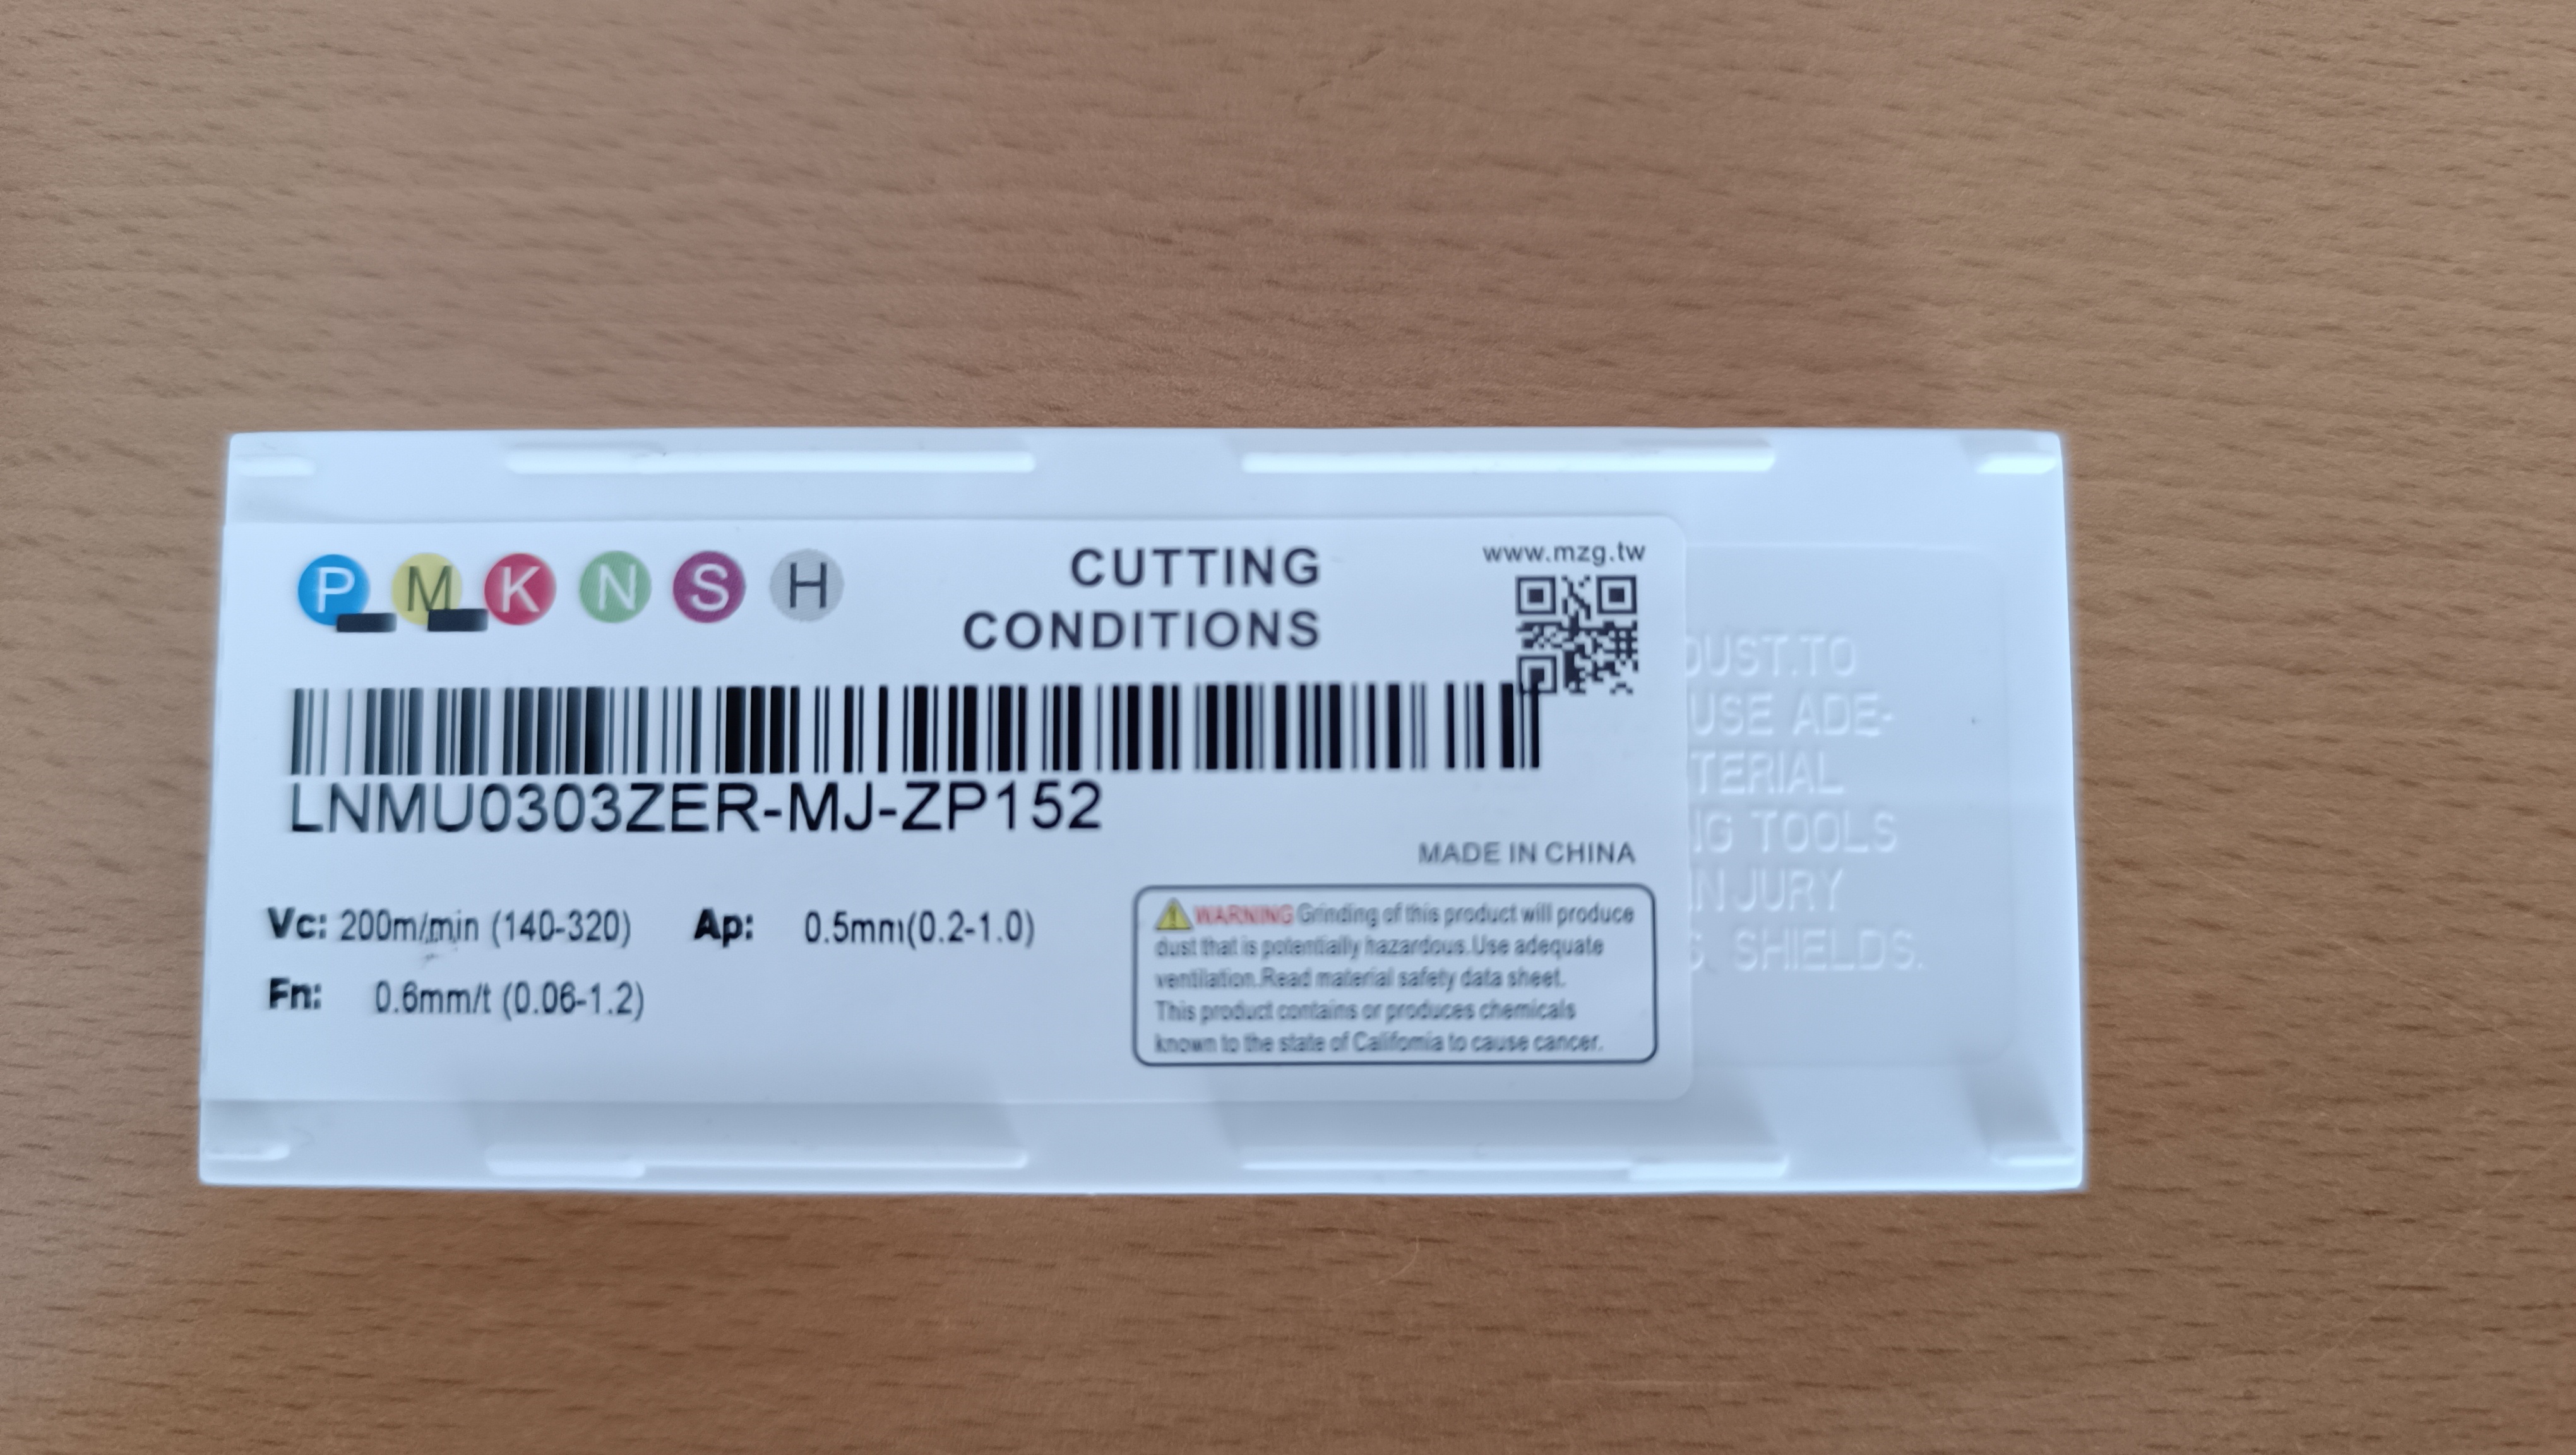 P M K N S H
CUTTING
CONDITIONS
www.mzg.tw
LNMU0303ZER-MJ-ZP152
MADE IN CHINA
Vc: 200m/min (140-320) Ap: 0.5mm(0.2-1.0)
Fn: 0.6mm/t (0.06-1.2)
WARNING Grinding of this product will produce
dust that is potentially hazardous.Use adequate
ventilation.Read material safety data sheet.
This product contains or produces chemicals
known to the state of California to cause cancer.
DUST.TO
USE ADE-
TERIAL
TOOLS
INJURY
SHIELDS.